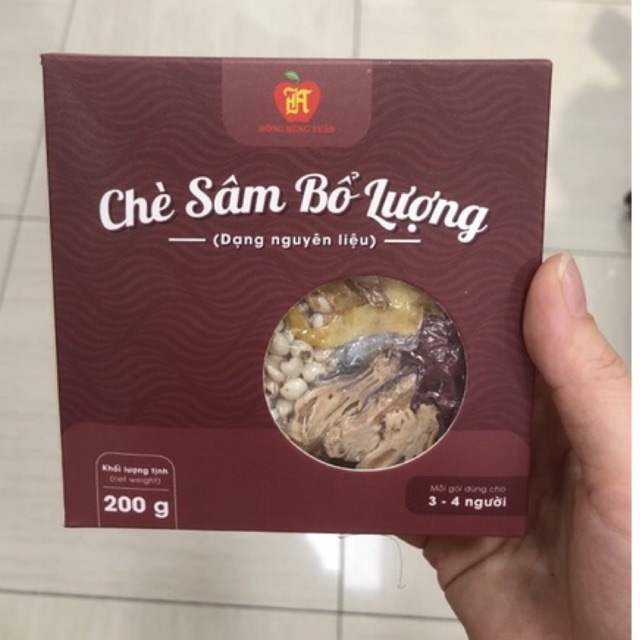 HỒNG HÙNG TUẤN
Chè Sâm Bổ Lượng
(Dạng nguyên liệu)
Khối lượng tịnh
(net weight)
200 g
Mỗi gói dùng cho
3 - 4 người